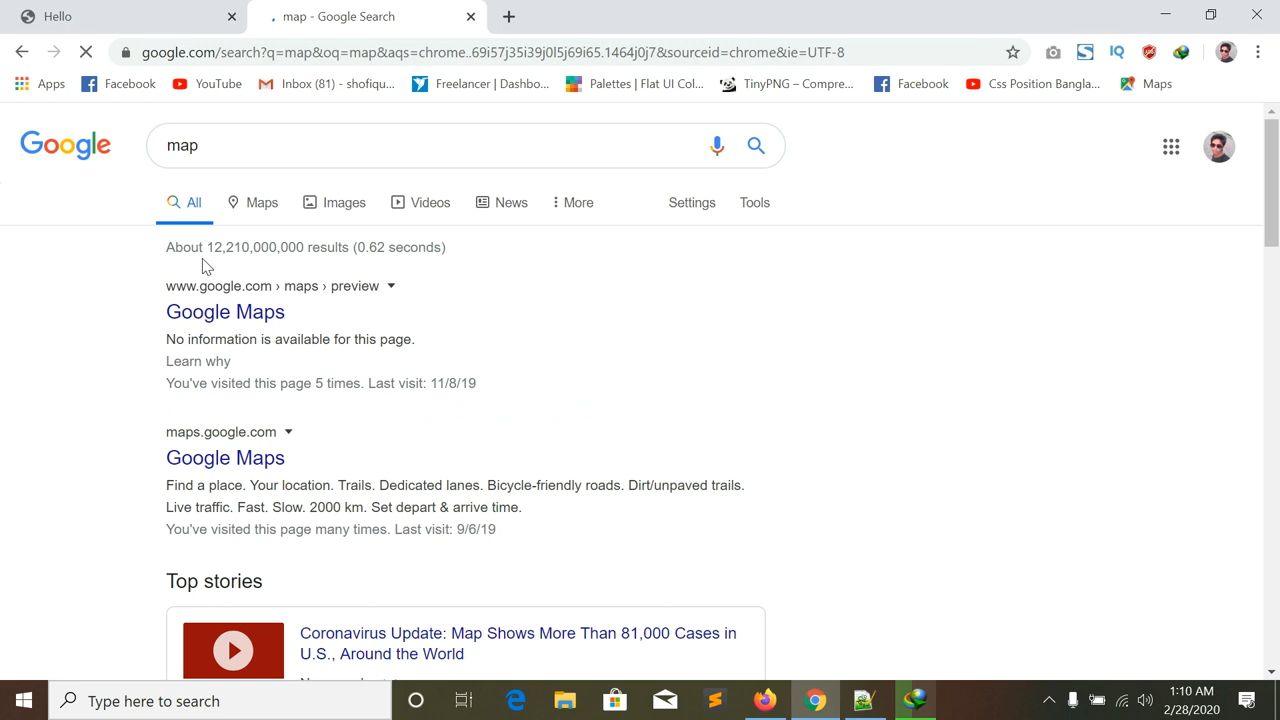 Hello
map - Google Search
google.com/search?q=map&oq=map&aqs=chrome..69i57j35i39j0l5j69i65.1464j0j7&sourceid=chrome&ie=UTF-8
Apps Facebook YouTube Inbox (81) - shofiqu... Freelancer | Dashbo... Palettes | Flat UI Col... TinyPNG – Compre... Facebook Css Position Bangla... Maps
Google
map
All Maps Images Videos News More Settings Tools
About 12,210,000,000 results (0.62 seconds)
www.google.com › maps › preview
Google Maps
No information is available for this page.
Learn why
You've visited this page 5 times. Last visit: 11/8/19
maps.google.com
Google Maps
Find a place. Your location. Trails. Dedicated lanes. Bicycle-friendly roads. Dirt/unpaved trails.
Live traffic. Fast. Slow. 2000 km. Set depart & arrive time.
You've visited this page many times. Last visit: 9/6/19
Top stories
Coronavirus Update: Map Shows More Than 81,000 Cases in
U.S., Around the World
Type here to search
1:10 AM
2/28/2020